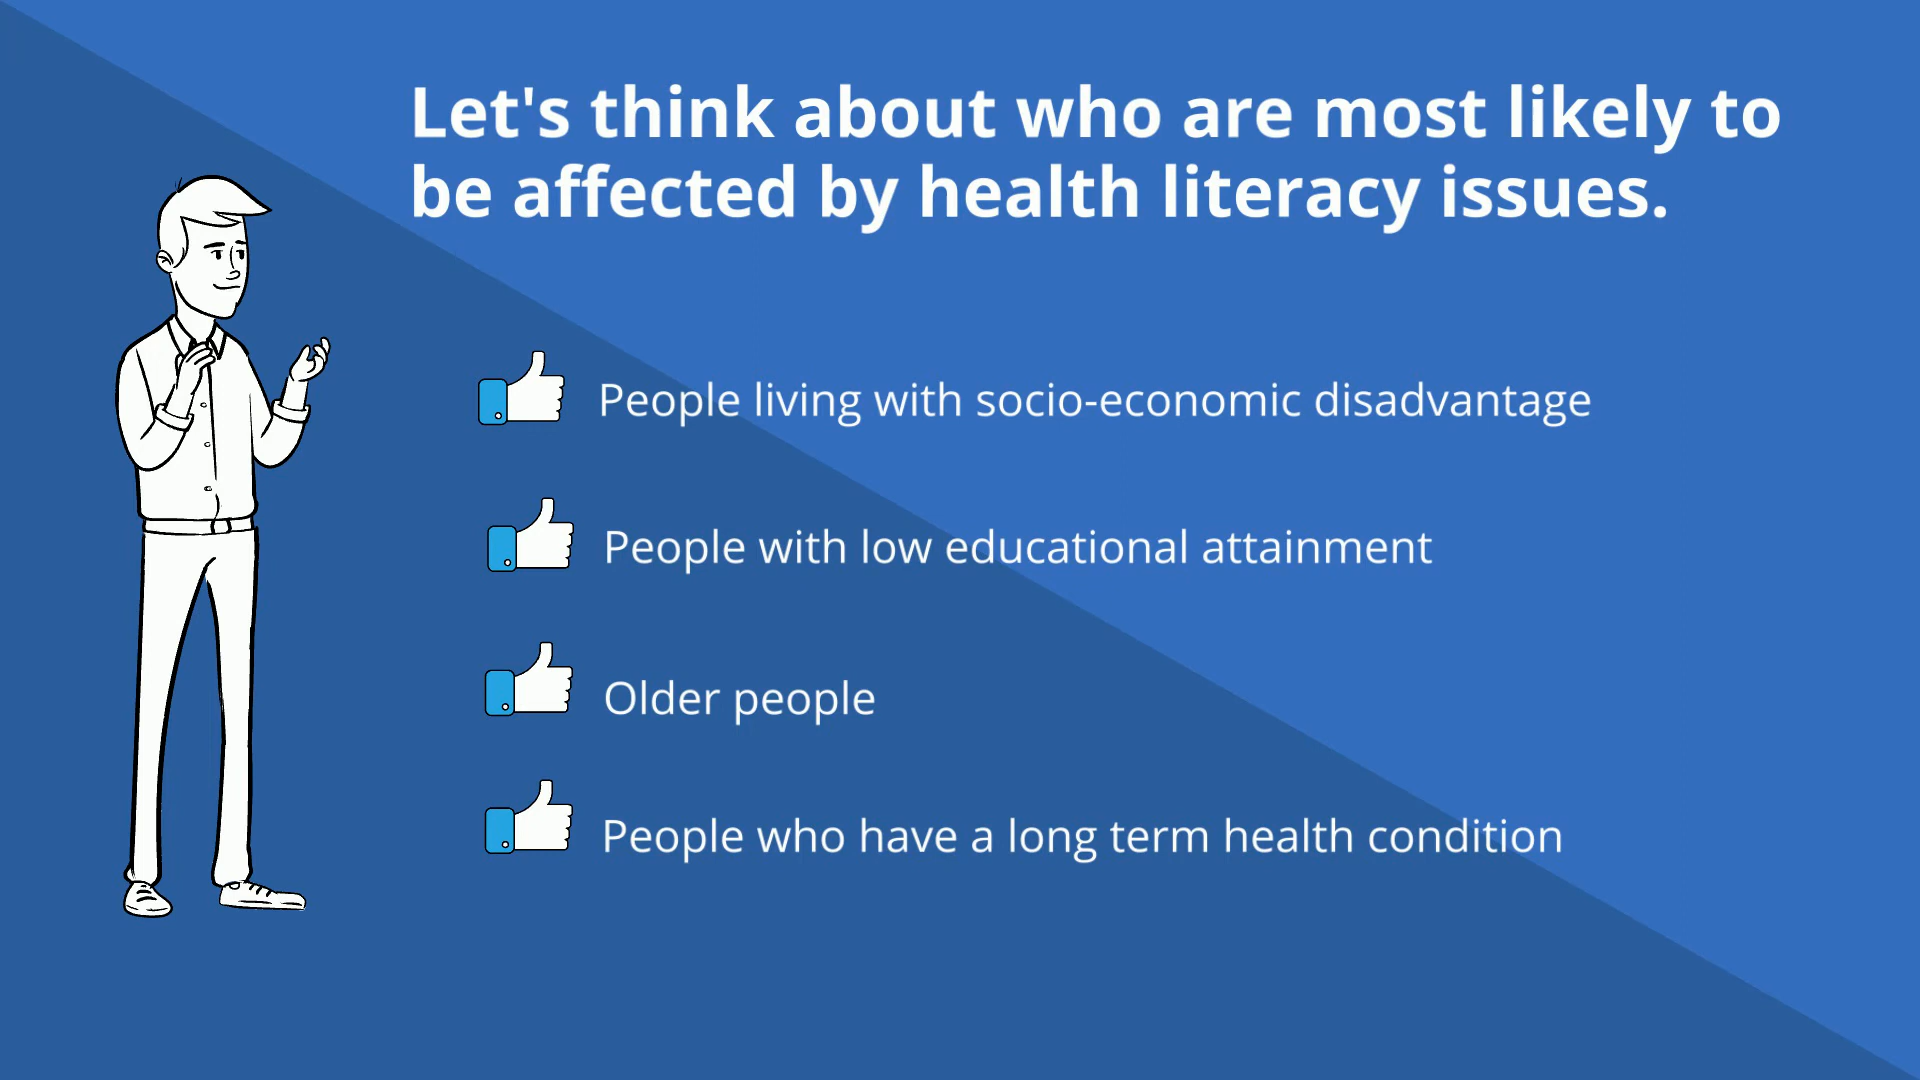 Let's think about who are most likely to
be affected by health literacy issues.
People living with socio-economic disadvantage
People with low educational attainment
Older people
People who have a long term health condition